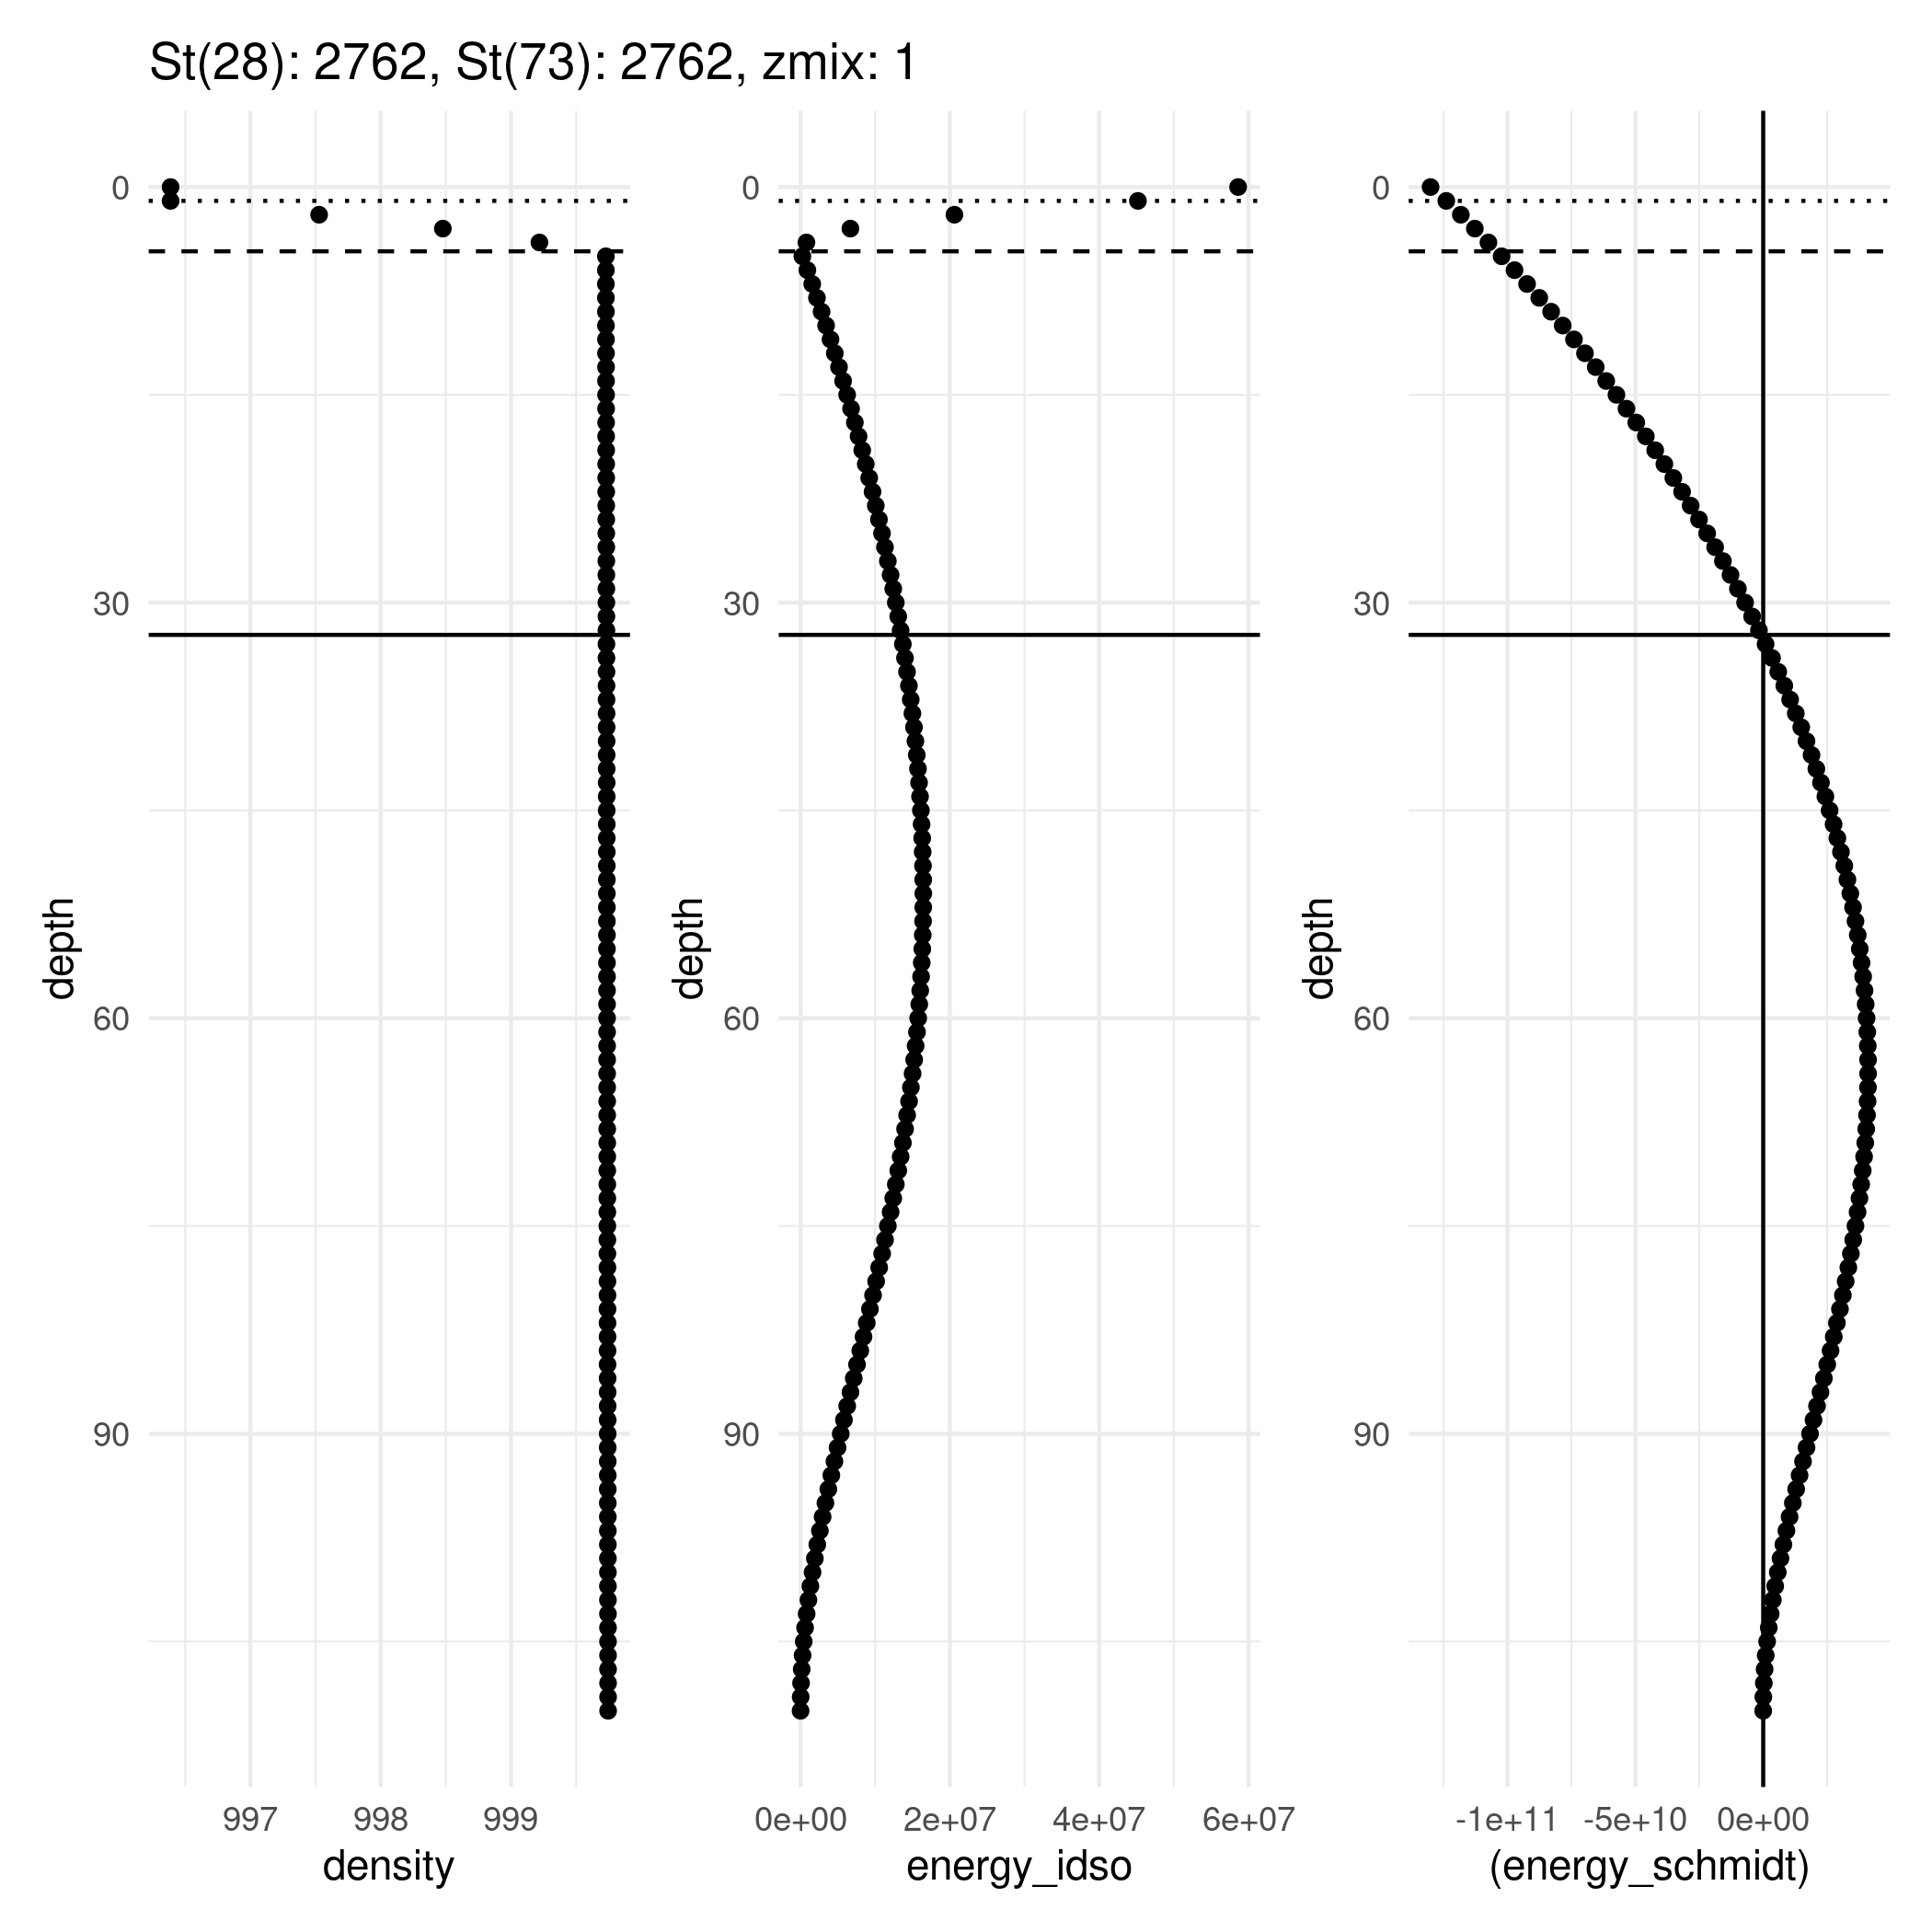 St(28): 2762, St(73): 2762, zmix: 1
0
30
60
90
depth
997 998 999
density
0
30
60
90
depth
0e+00 2e+07 4e+07 6e+07
energy_idso
0
30
60
90
depth
-1e+11 -5e+10 0e+00
(energy_schmidt)